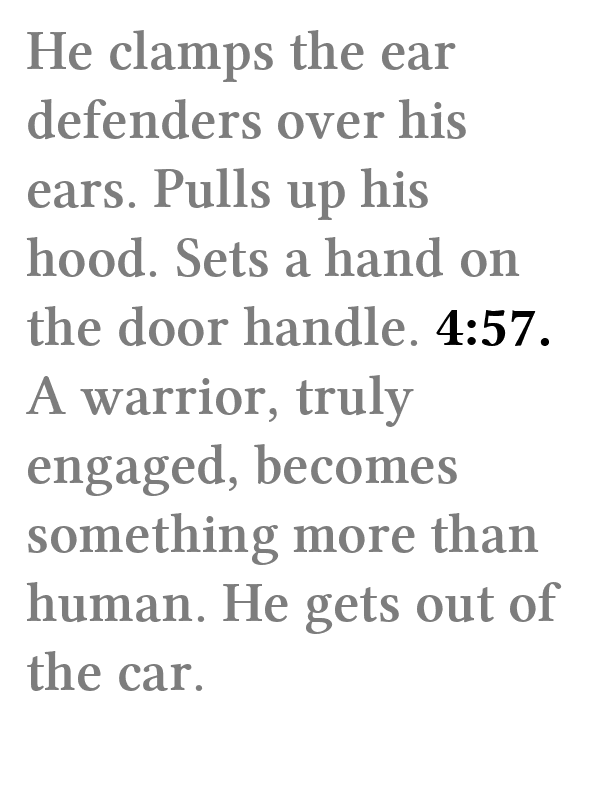 He clamps the ear
defenders over his
ears. Pulls up his
hood. Sets a hand on
the door handle. 4:57.
A warrior, truly
engaged, becomes
something more than
human. He gets out of
the car.